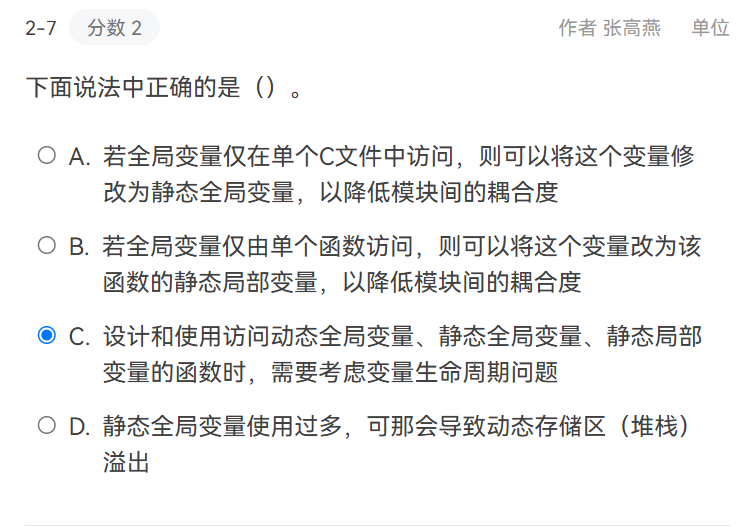 2-7 分数 2 作者 张高燕 单位
下面说法中正确的是（）。
A. 若全局变量仅在单个C文件中访问，则可以将这个变量修
改为静态全局变量，以降低模块间的耦合度
B. 若全局变量仅由单个函数访问，则可以将这个变量改为该
函数的静态局部变量，以降低模块间的耦合度
C. 设计和使用访问动态全局变量、静态全局变量、静态局部
变量的函数时，需要考虑变量生命周期问题
D. 静态全局变量使用过多，可那会导致动态存储区（堆栈）
溢出